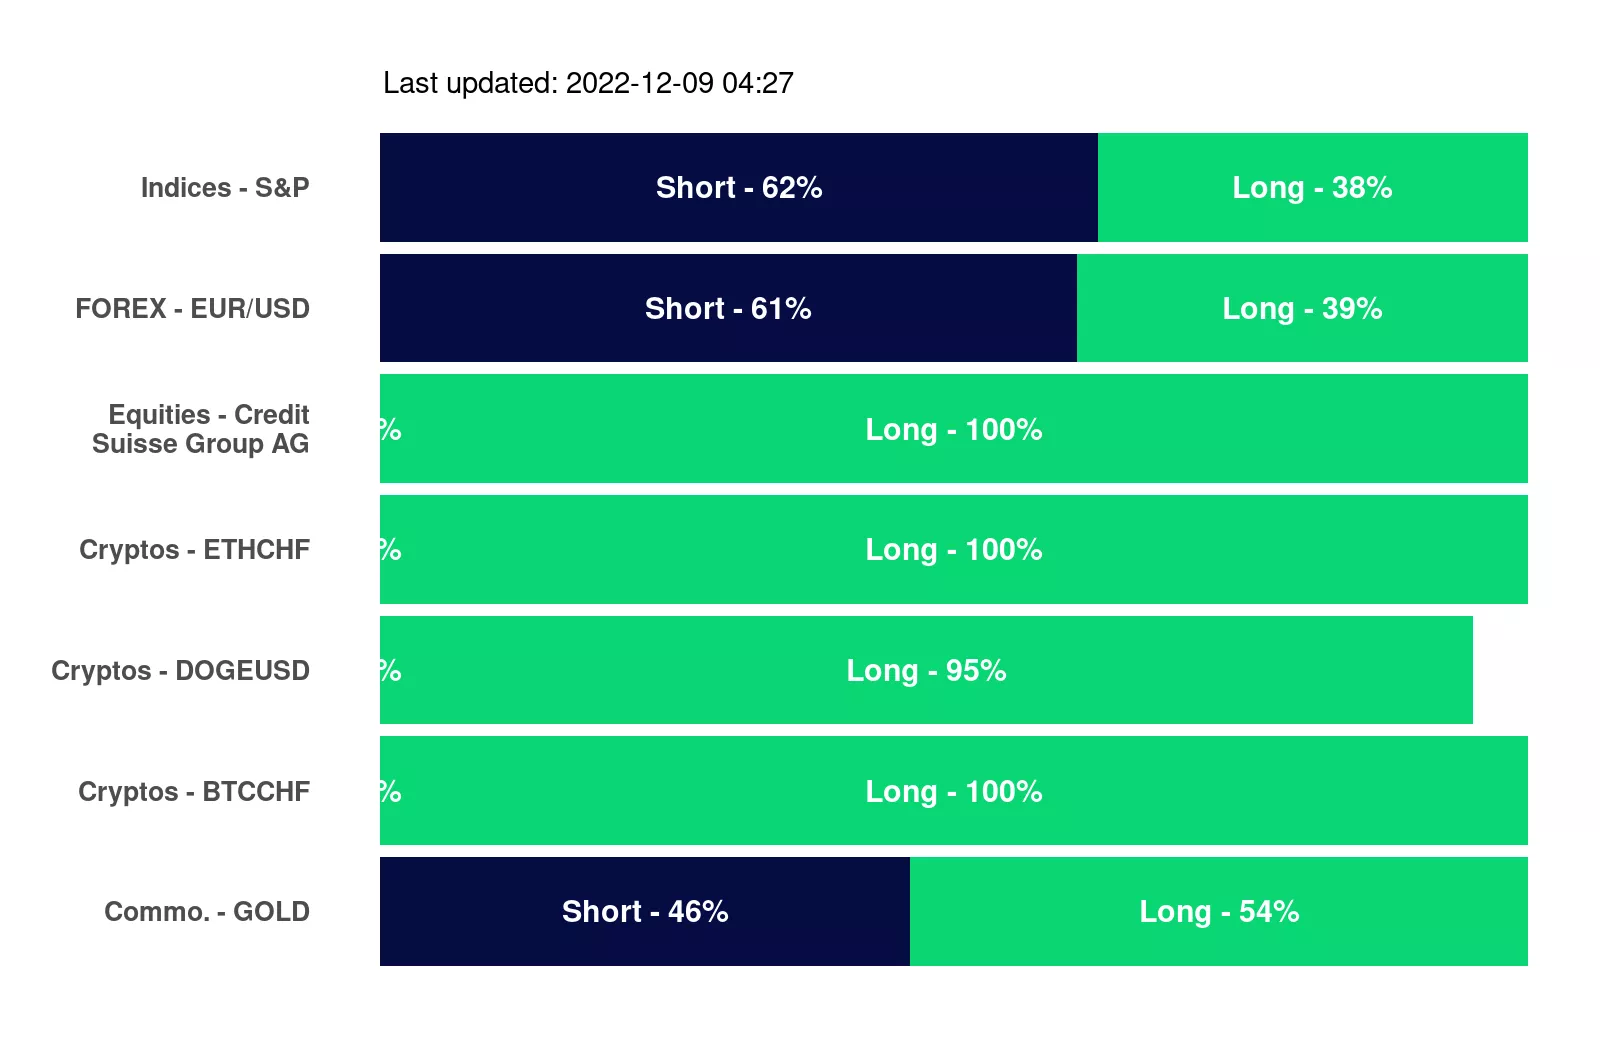 Last updated: 2022-12-09 04:27
Indices - S&P
Short - 62%
Long - 38%
FOREX - EUR/USD
Short - 61%
Long - 39%
Equities - Credit
Suisse Group AG
%
Long - 100%
Cryptos - ETHCHF
%
Long - 100%
Cryptos - DOGEUSD
%
Long - 95%
Cryptos - BTCCHF
%
Long - 100%
Commo. - GOLD
Short - 46%
Long - 54%